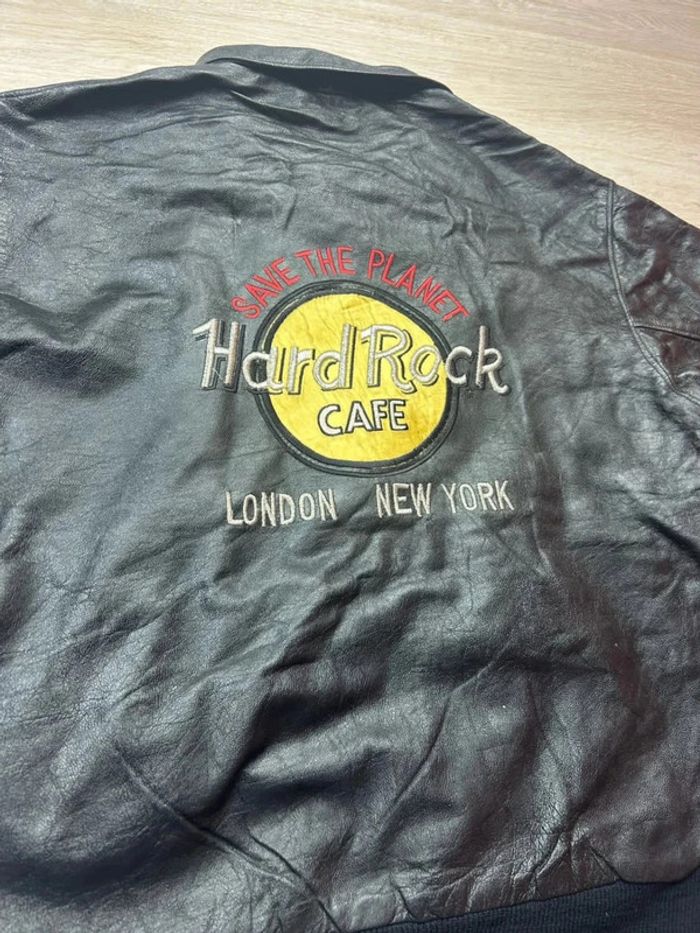 SAVE THE PLANET
Hard Rock
CAFE
LONDON NEW YORK